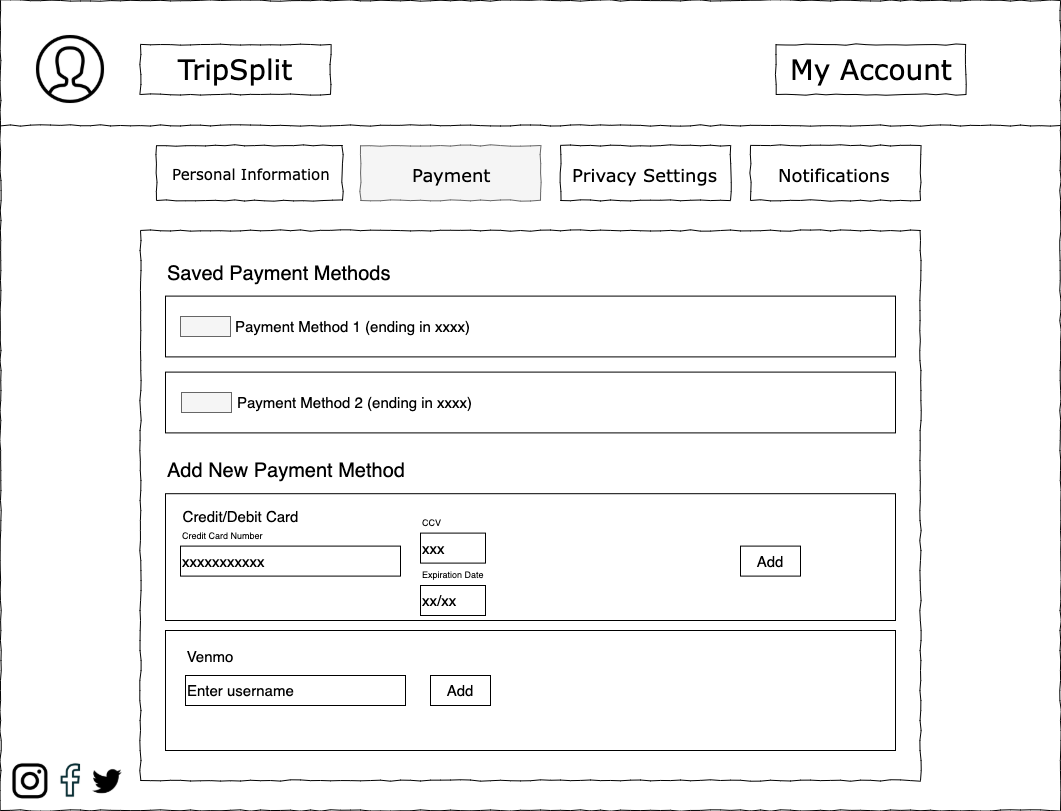 TripSplit
My Account
Personal Information
Payment
Privacy Settings
Notifications
Saved Payment Methods
Payment Method 1 (ending in xxxx)
Payment Method 2 (ending in xxxx)
Add New Payment Method
Credit/Debit Card
Credit Card Number
xxxxxxxxxxx
CCV
xxx
Expiration Date
xx/xx
Add
Venmo
Enter username
Add